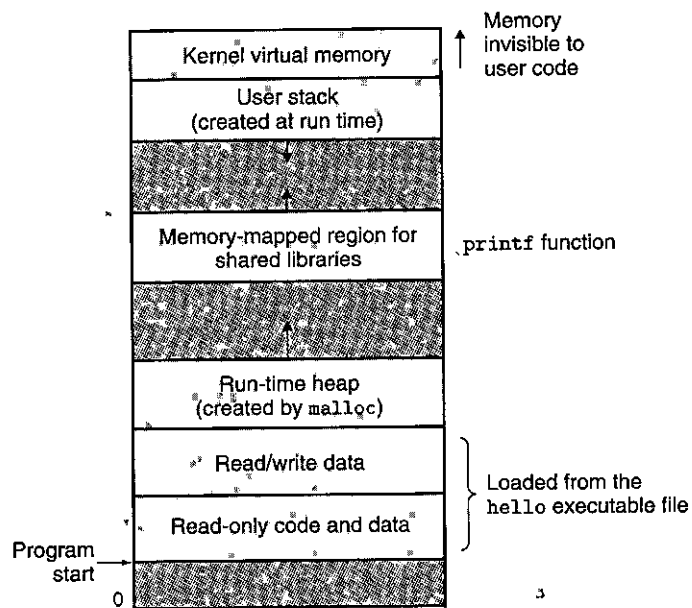 Memory
invisible to
user code
Kernel virtual memory
User stack
(created at run time)
Memory-mapped region for
shared libraries
printf function
Run-time heap
(created by malloc)
Read/write data
Loaded from the
hello executable file
Read-only code and data
Program
start
0